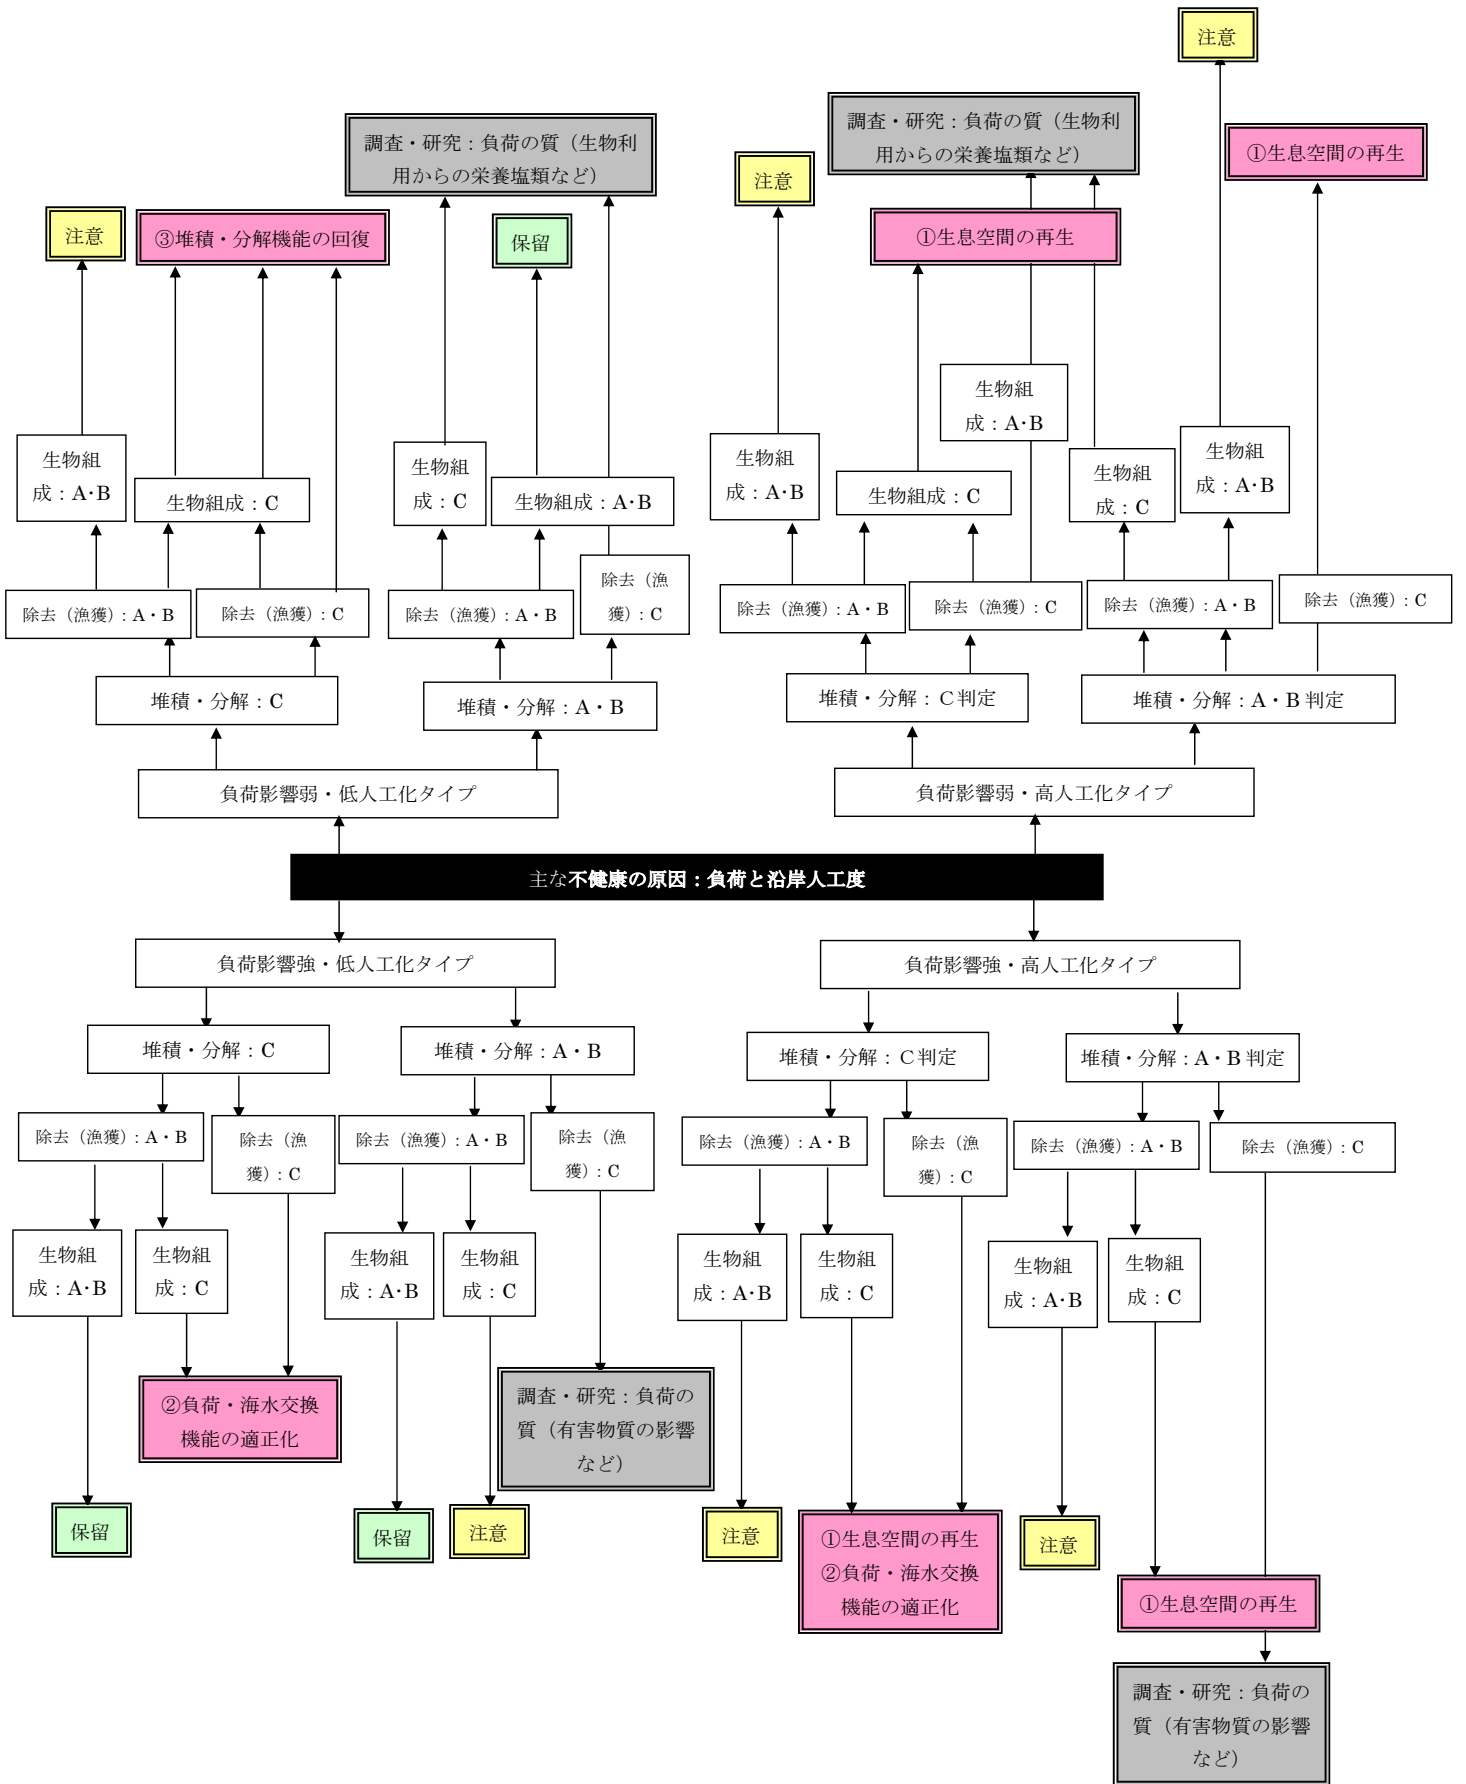 注意
調査・研究：負荷の質（生物利
用からの栄養塩類など）
調査・研究：負荷の質（生物利
用からの栄養塩類など）
注意
①生息空間の再生
注意
③堆積・分解機能の回復
保留
①生息空間の再生
生物組
成：A・B
生物組成：C
生物組
成：C
生物組成：A・B
生物組
成：A・B
生物組成：C
生物組
成：A・B
生物組
成：C
生物組
成：A・B
除去（漁獲）：A・B
除去（漁獲）：C
除去（漁獲）：A・B
除去（漁
獲）：C
除去（漁獲）：A・B
除去（漁獲）：C
除去（漁獲）：A・B
除去（漁獲）：C
堆積・分解：C
堆積・分解：A・B
堆積・分解：Ｃ判定
堆積・分解：A・B 判定
負荷影響弱・低人工化タイプ
負荷影響弱・高人工化タイプ
主な不健康の原因：負荷と沿岸人工度
負荷影響強・低人工化タイプ
負荷影響強・高人工化タイプ
堆積・分解：C
堆積・分解：A・B
堆積・分解：Ｃ判定
堆積・分解：A・B 判定
除去（漁獲）：A・B
除去（漁
獲）：C
除去（漁獲）：A・B
除去（漁
獲）：C
除去（漁獲）：A・B
除去（漁
獲）：C
除去（漁獲）：A・B
除去（漁獲）：C
生物組
成：A・B
生物組
成：C
生物組
成：A・B
生物組
成：C
生物組
成：A・B
生物組
成：C
生物組
成：A・B
生物組
成：C
②負荷・海水交換
機能の適正化
調査・研究：負荷の
質（有害物質の影響
など）
保留
保留
注意
注意
①生息空間の再生
②負荷・海水交換
機能の適正化
注意
①生息空間の再生
調査・研究：負荷の
質（有害物質の影響
など）